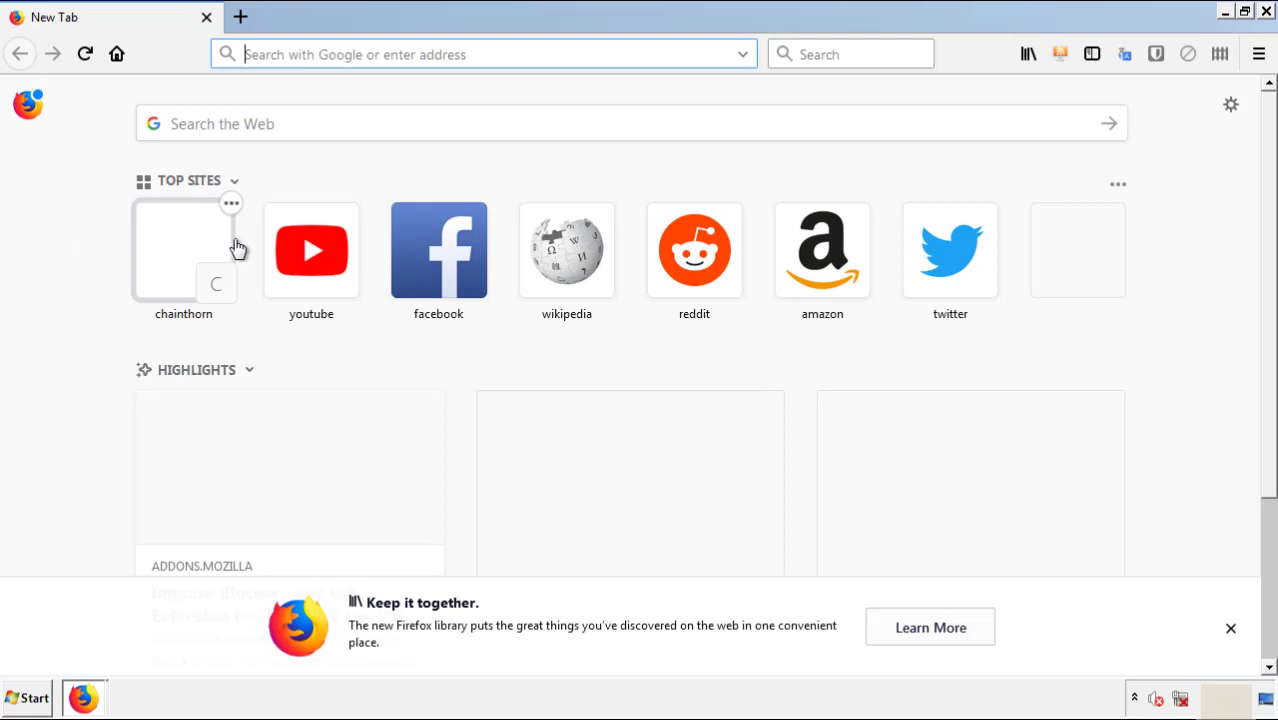 New Tab
Search with Google or enter address
Search
Search the Web
TOP SITES
C
chainthorn
youtube
facebook
wikipedia
reddit
amazon
twitter
HIGHLIGHTS
ADDONS.MOZILLA
Keep it together.
The new Firefox library puts the great things you've discovered on the web in one convenient
place.
Learn More
Start